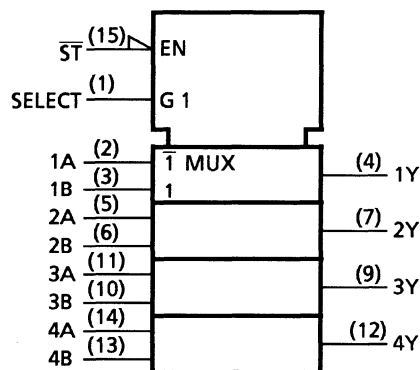 S̅T̅ (15) EN
SELECT (1) G 1
1A (2) 1̅ MUX (4) 1Y
1B (3) 1
2A (5) (7) 2Y
2B (6)
3A (11) (9) 3Y
3B (10)
4A (14) (12) 4Y
4B (13)